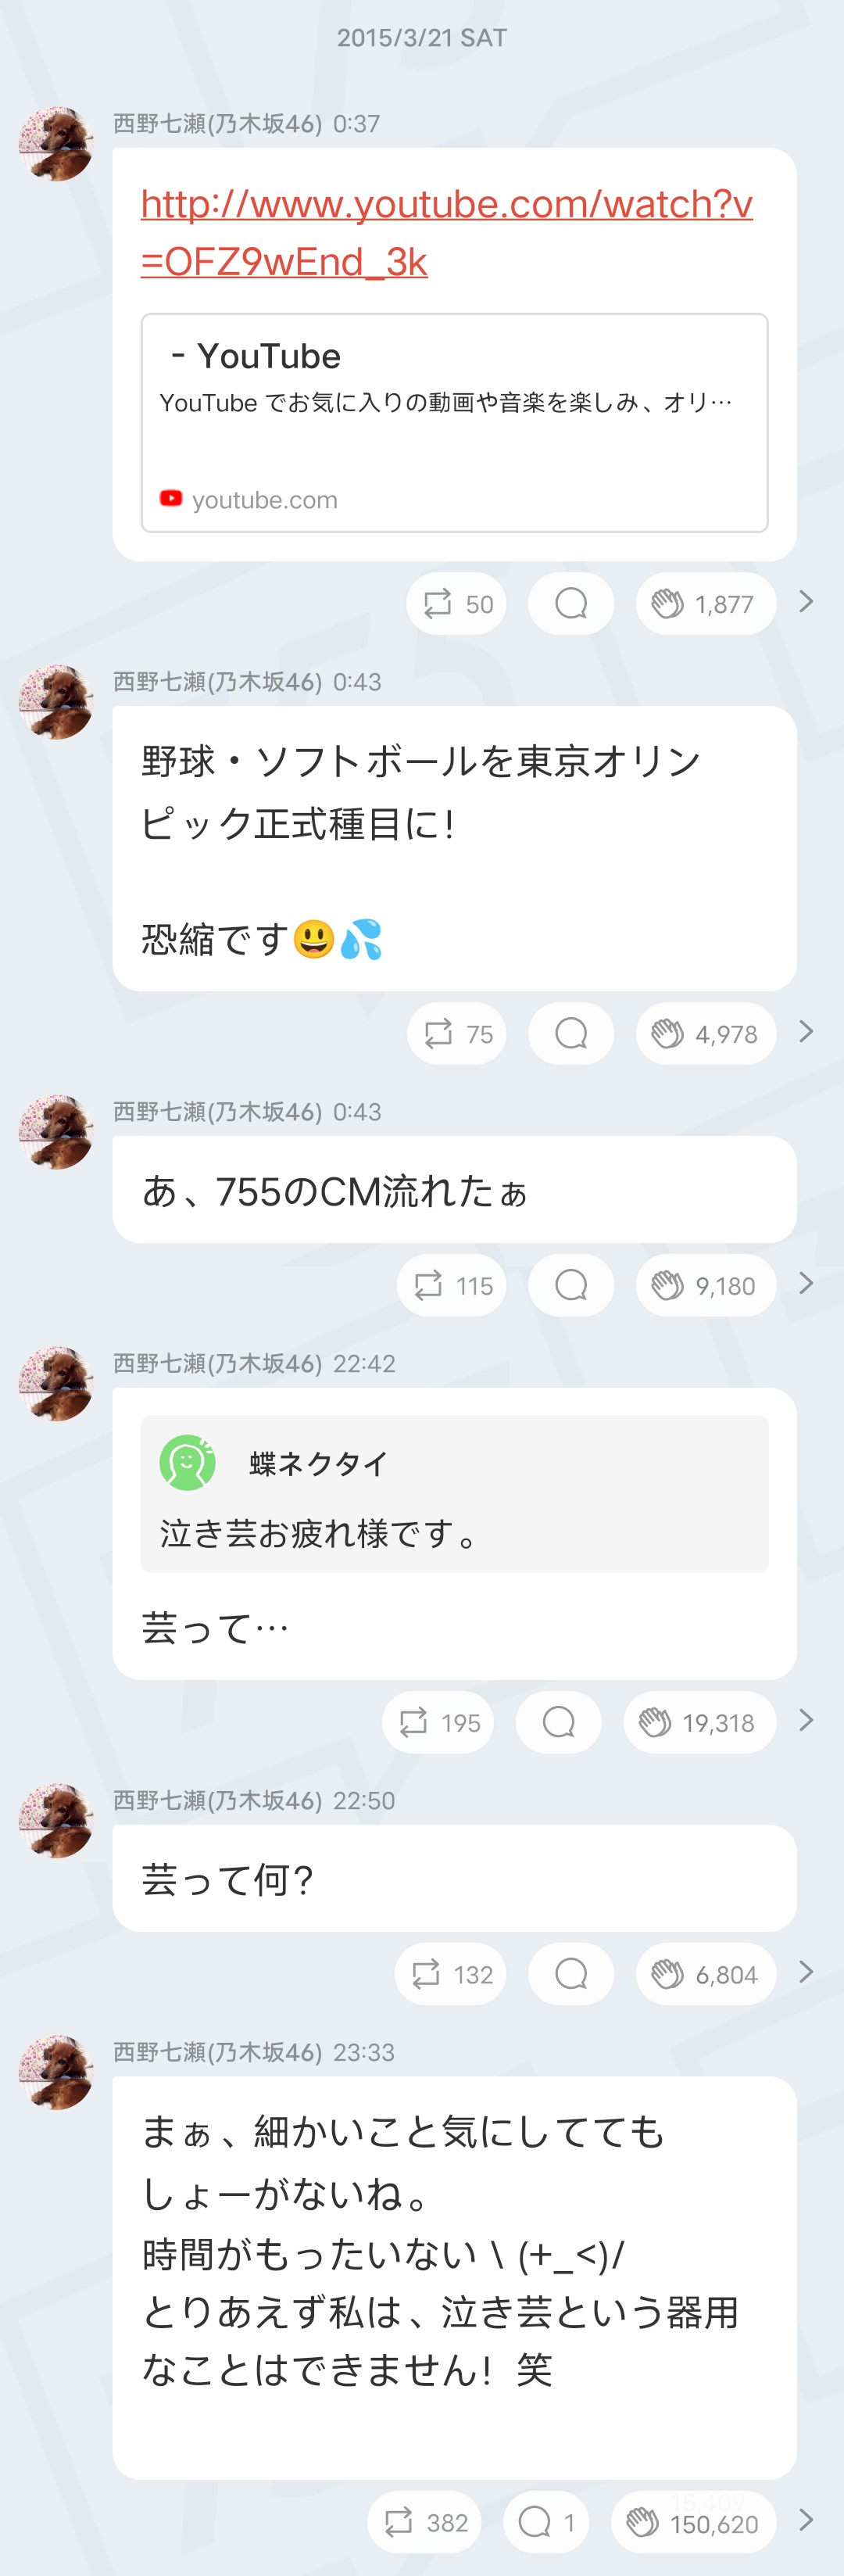 2015/3/21 SAT
西野七瀬(乃木坂46) 0:37
http://www.youtube.com/watch?v
=OFZ9wEnd_3k
- YouTube
YouTube でお気に入りの動画や音楽を楽しみ、オリ…
youtube.com
50 1,877
西野七瀬(乃木坂46) 0:43
野球・ソフトボールを東京オリン
ピック正式種目に!
恐縮です😃💦
75 4,978
西野七瀬(乃木坂46) 0:43
あ、755のCM流れたぁ
115 9,180
西野七瀬(乃木坂46) 22:42
蝶ネクタイ
泣き芸お疲れ様です。
芸って…
195 19,318
西野七瀬(乃木坂46) 22:50
芸って何?
132 6,804
西野七瀬(乃木坂46) 23:33
まぁ、細かいこと気にしてても
しょーがないね。
時間がもったいない \ (+_<)/
とりあえず私は、泣き芸という器用
なことはできません! 笑
382 1 150,620